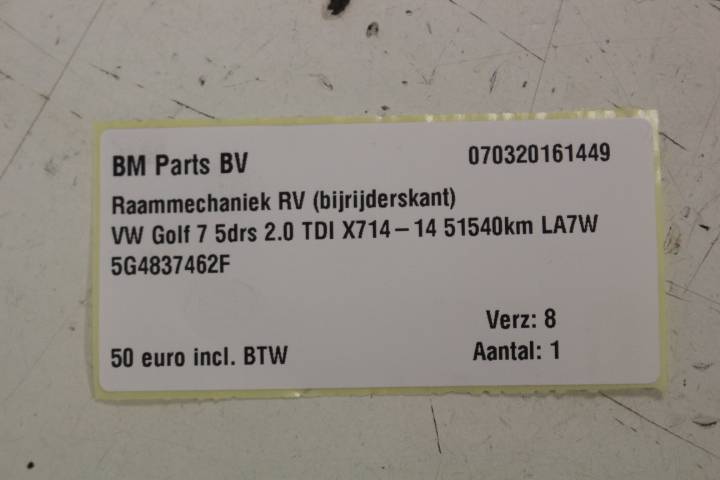 BM Parts BV 070320161449
Raammechaniek RV (bijrijderskant)
VW Golf 7 5drs 2.0 TDI X714-14 51540km LA7W
5G4837462F
Verz: 8
50 euro incl. BTW Aantal: 1